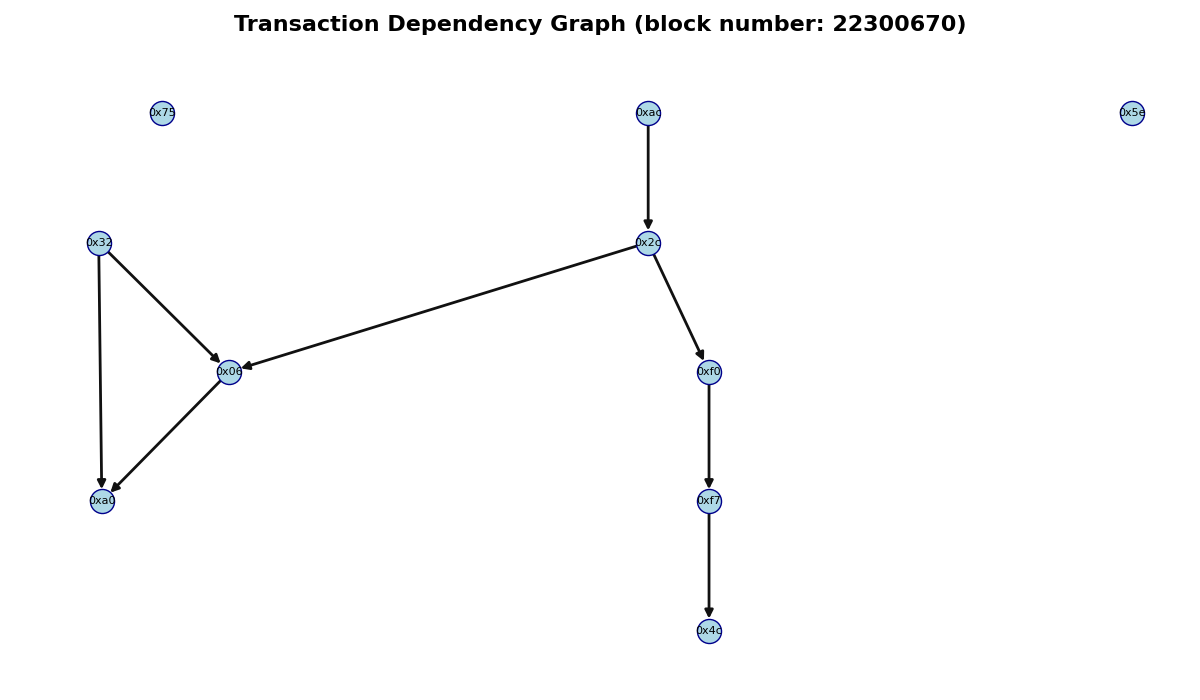 Transaction Dependency Graph (block number: 22300670)
0x75
0xac
0x5e
0x32
0x2c
0x06
0xf0
0xa0
0xf7
0x4c